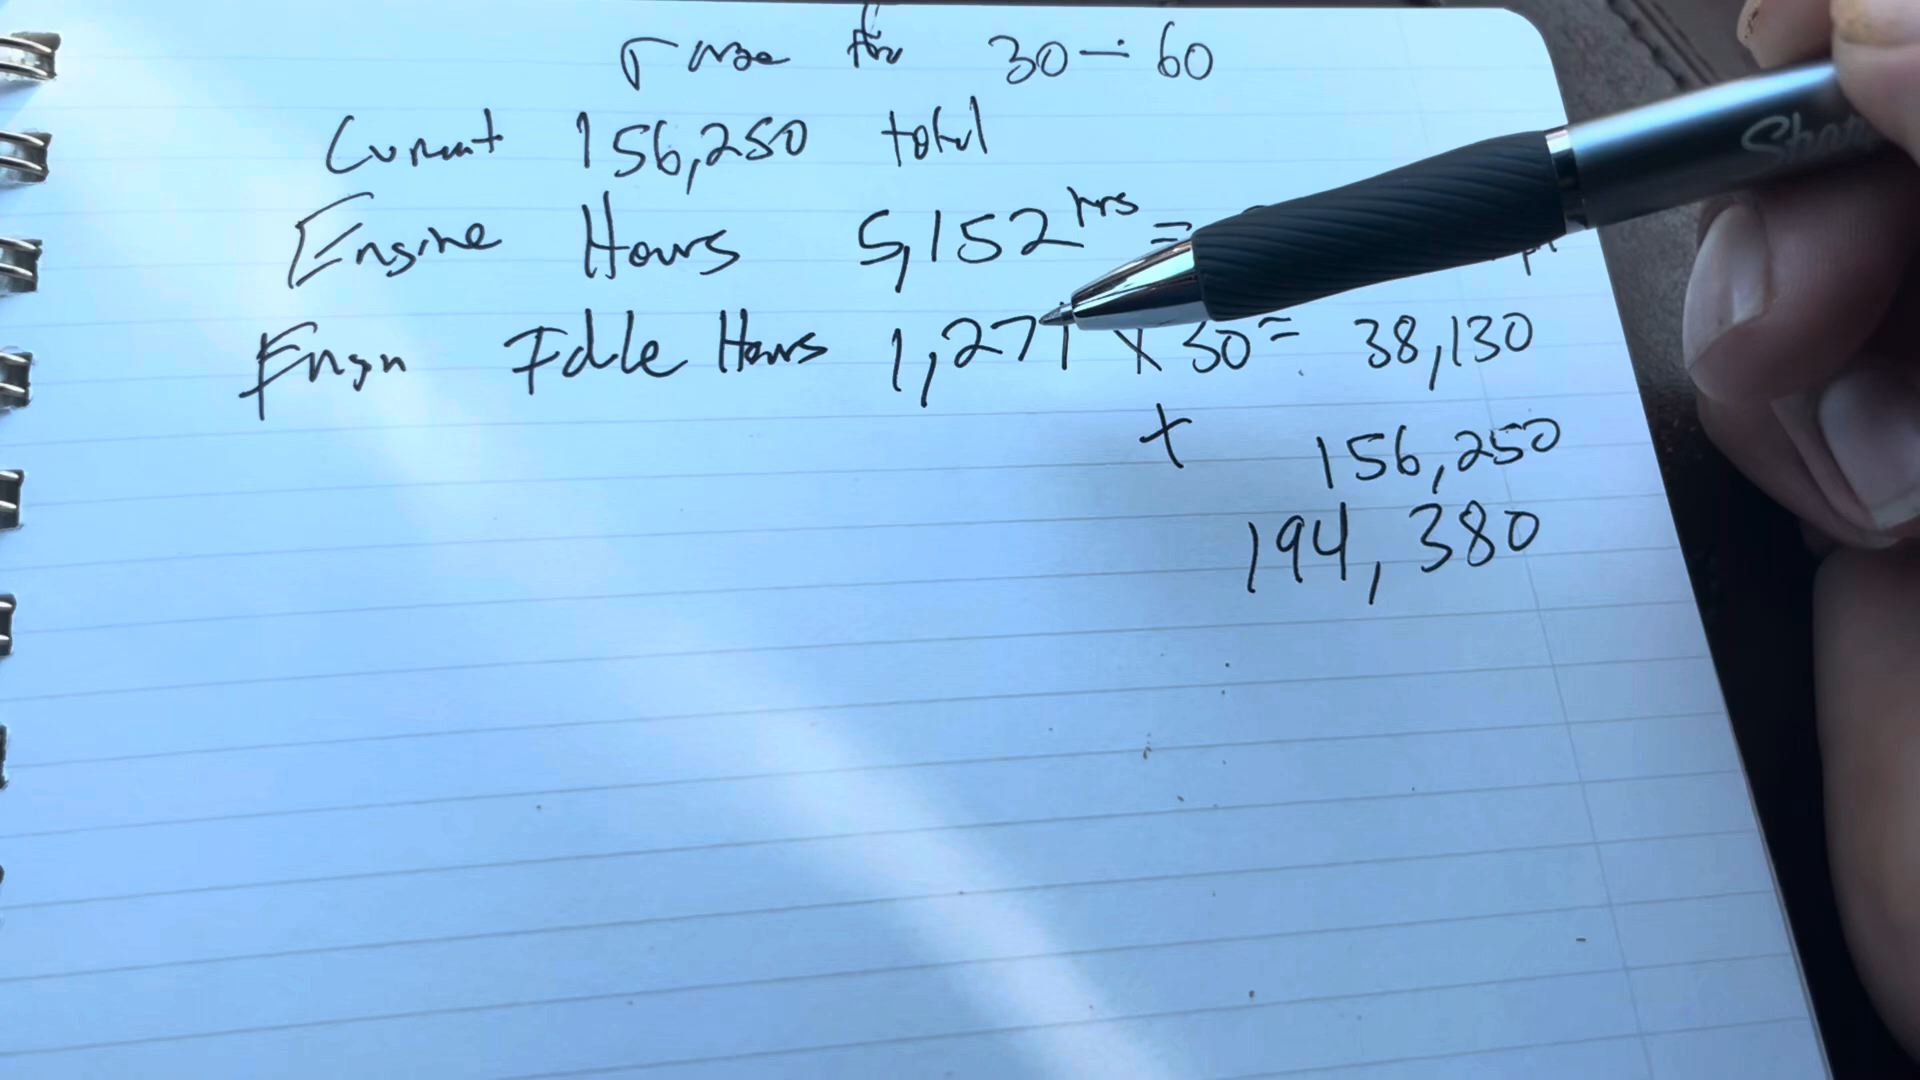 for 30 - 60
Current 156,250 total
Engine Hours 5,152 hrs =
Engn Idle Hours 1,271 x 30 = 38,130
+ 156,250
194,380